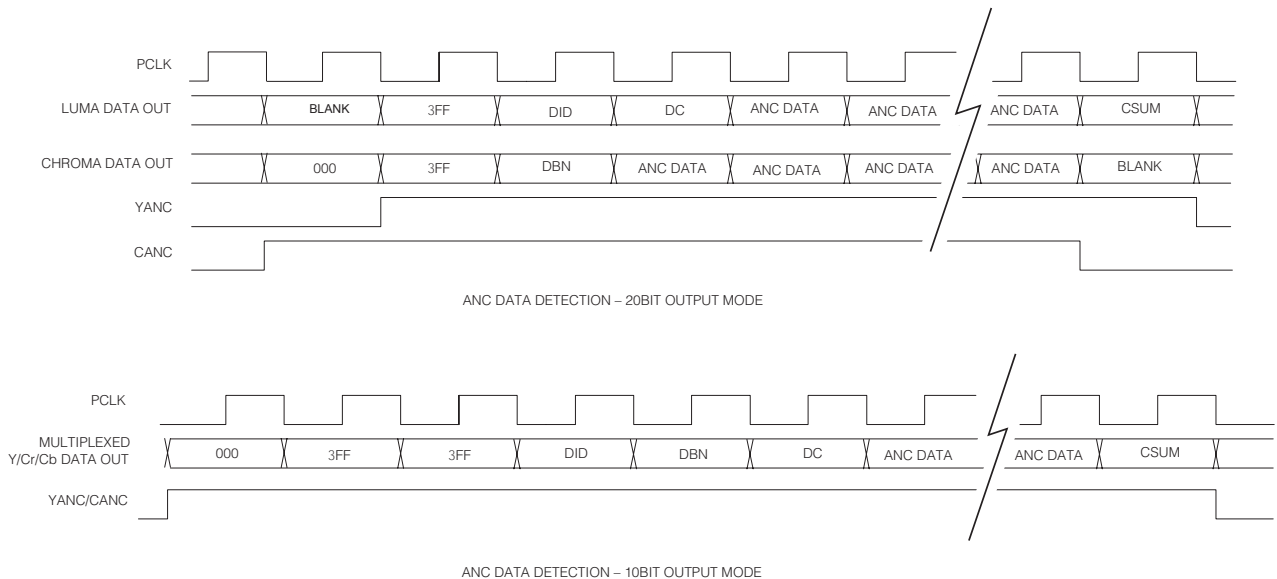 PCLK
LUMA DATA OUT BLANK 3FF DID DC ANC DATA ANC DATA ANC DATA CSUM
CHROMA DATA OUT 000 3FF DBN ANC DATA ANC DATA ANC DATA ANC DATA BLANK
YANC
CANC
ANC DATA DETECTION – 20BIT OUTPUT MODE
PCLK
MULTIPLEXED
Y/Cr/Cb DATA OUT 000 3FF 3FF DID DBN DC ANC DATA ANC DATA CSUM
YANC/CANC
ANC DATA DETECTION – 10BIT OUTPUT MODE